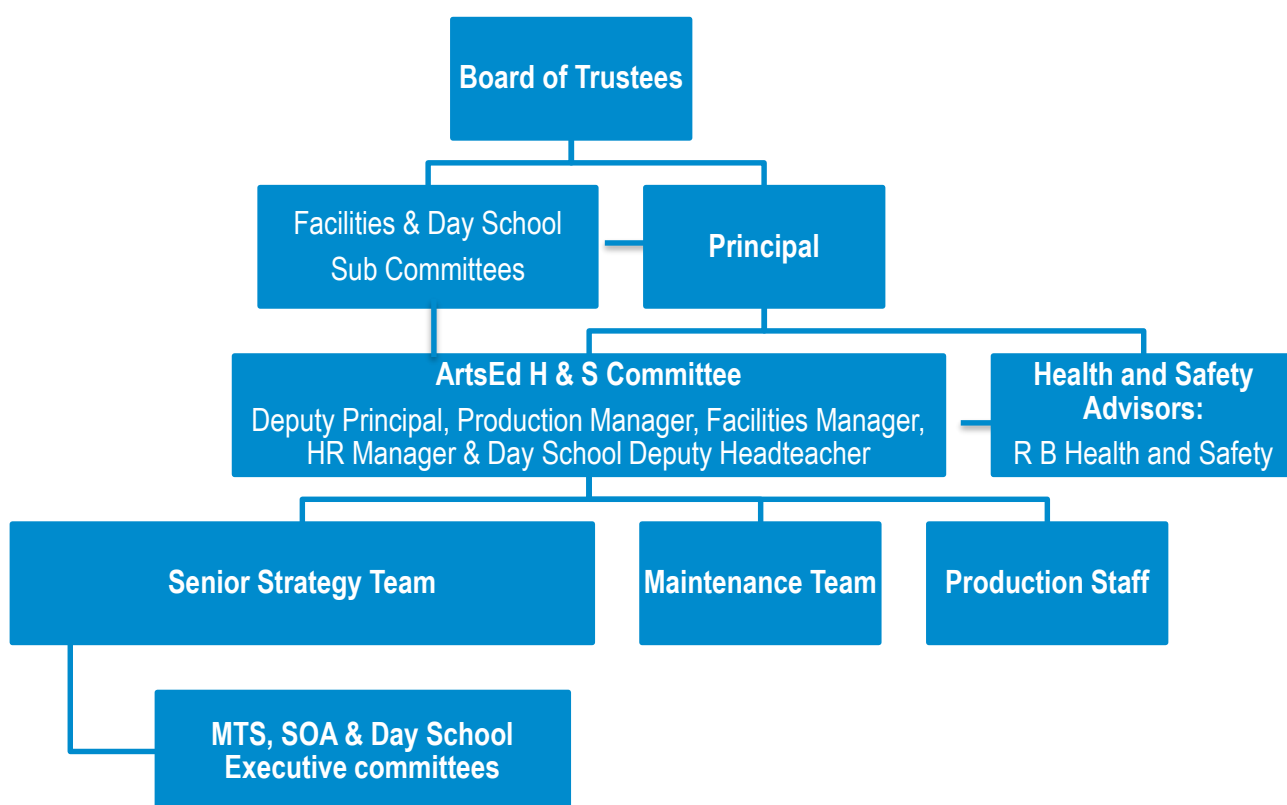 Board of Trustees
Facilities & Day School
Sub Committees
Principal
ArtsEd H & S Committee
Deputy Principal, Production Manager, Facilities Manager,
HR Manager & Day School Deputy Headteacher
Health and Safety
Advisors:
R B Health and Safety
Senior Strategy Team
Maintenance Team
Production Staff
MTS, SOA & Day School
Executive committees